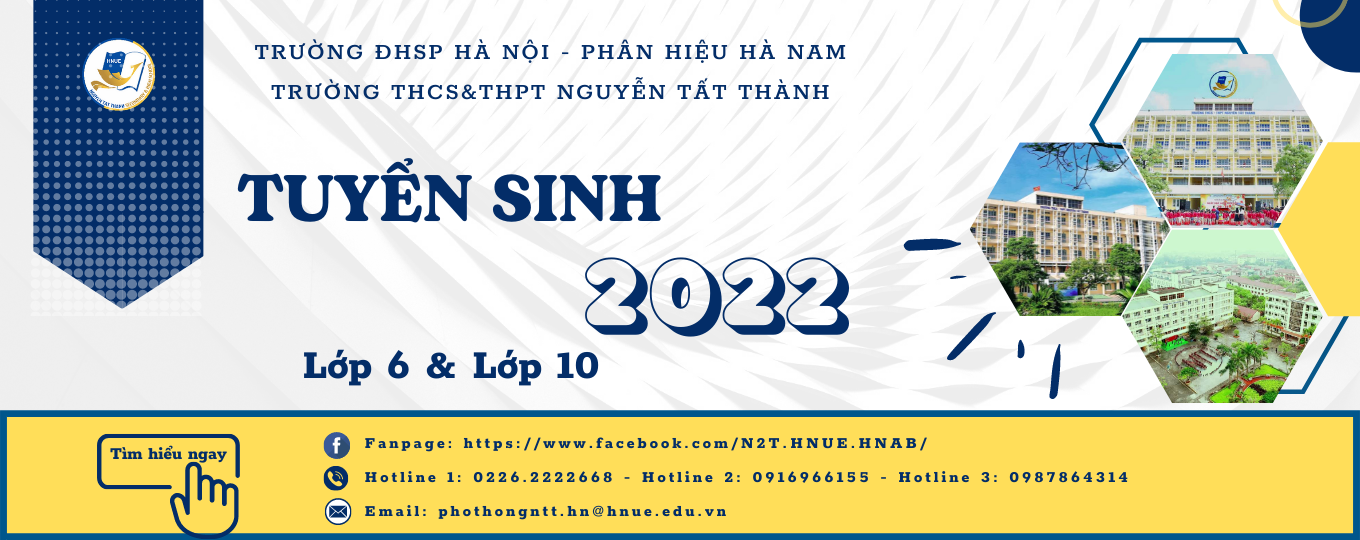 HNUE
TRƯỜNG ĐHSP HÀ NỘI - PHÂN HIỆU HÀ NAM
TRƯỜNG THCS&THPT NGUYỄN TẤT THÀNH
TUYỂN SINH
2022
Lớp 6 & Lớp 10
Tìm hiểu ngay
Fanpage: https://www.facebook.com/N2T.HNUE.HNAB/
Hotline 1: 0226.2222668 - Hotline 2: 0916966155 - Hotline 3: 0987864314
Email: phothongntt.hn@hnue.edu.vn